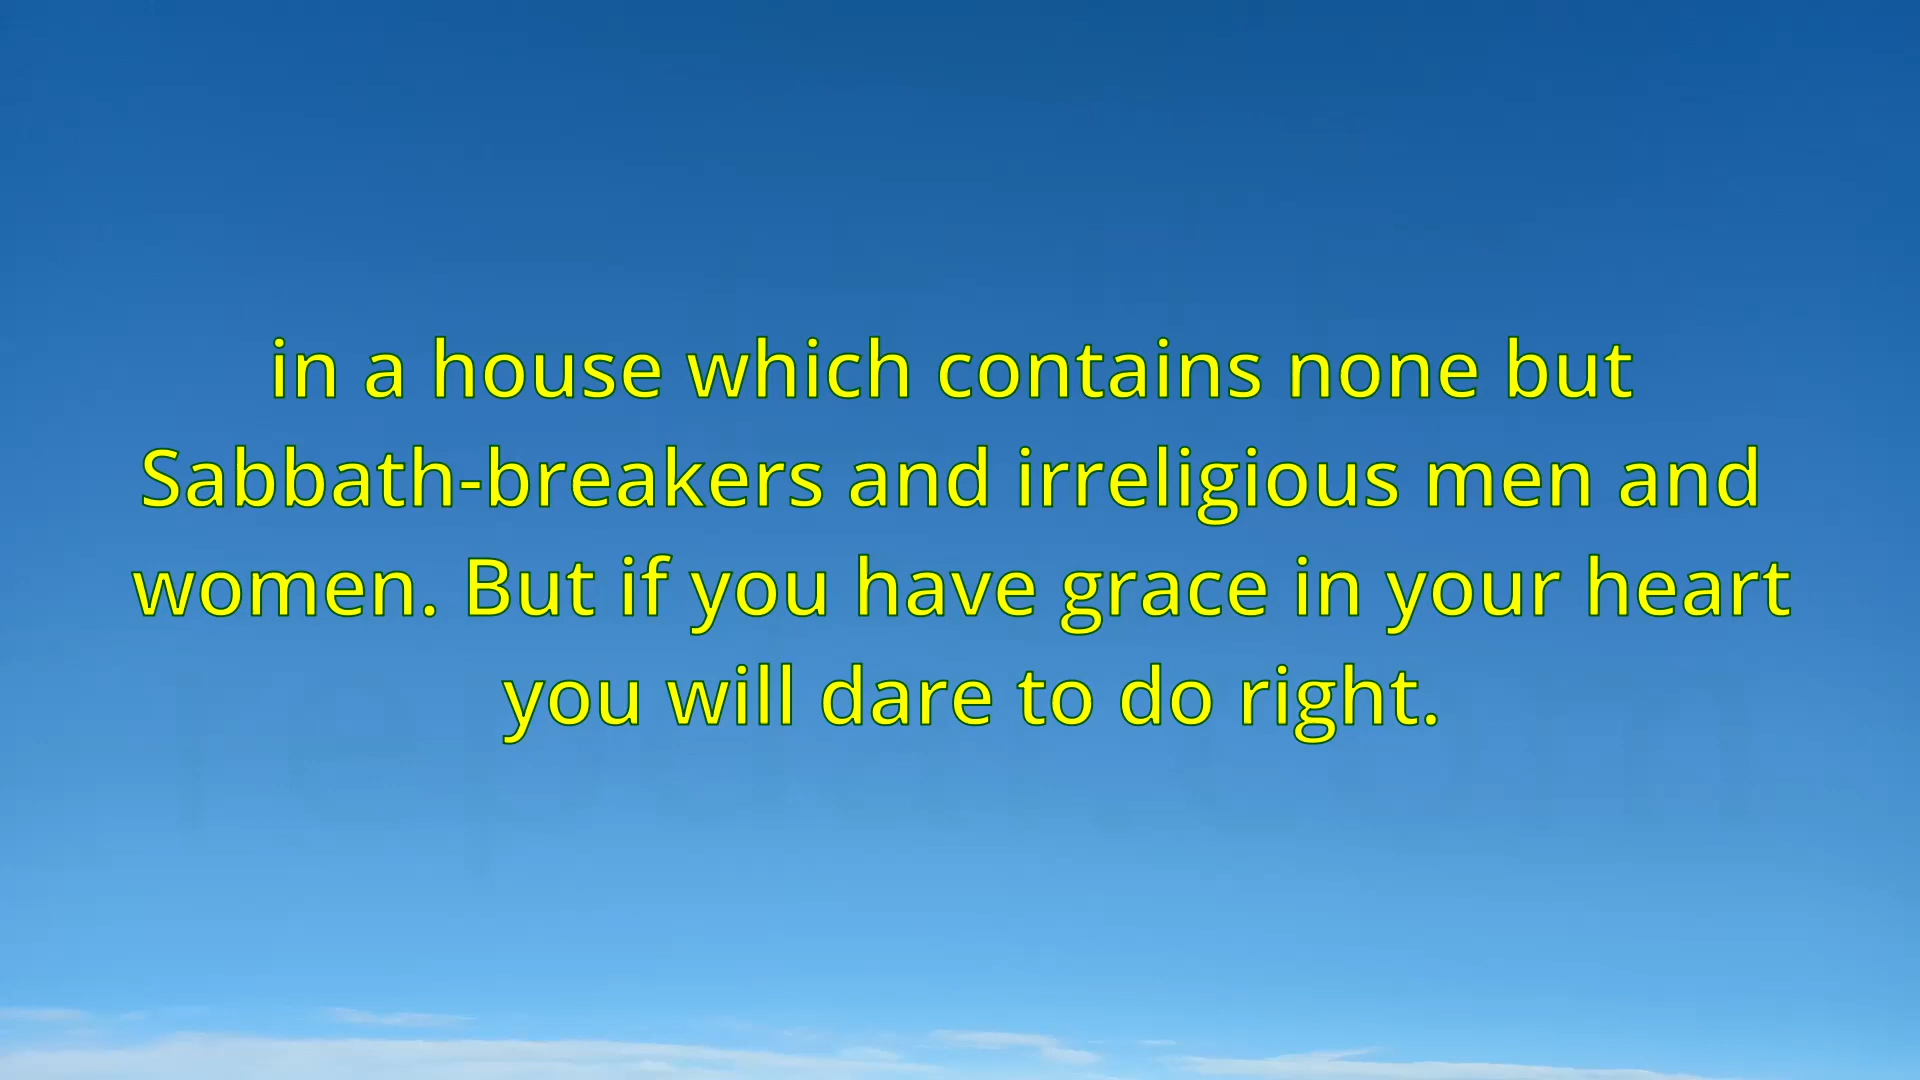 in a house which contains none but
Sabbath-breakers and irreligious men and
women. But if you have grace in your heart
you will dare to do right.